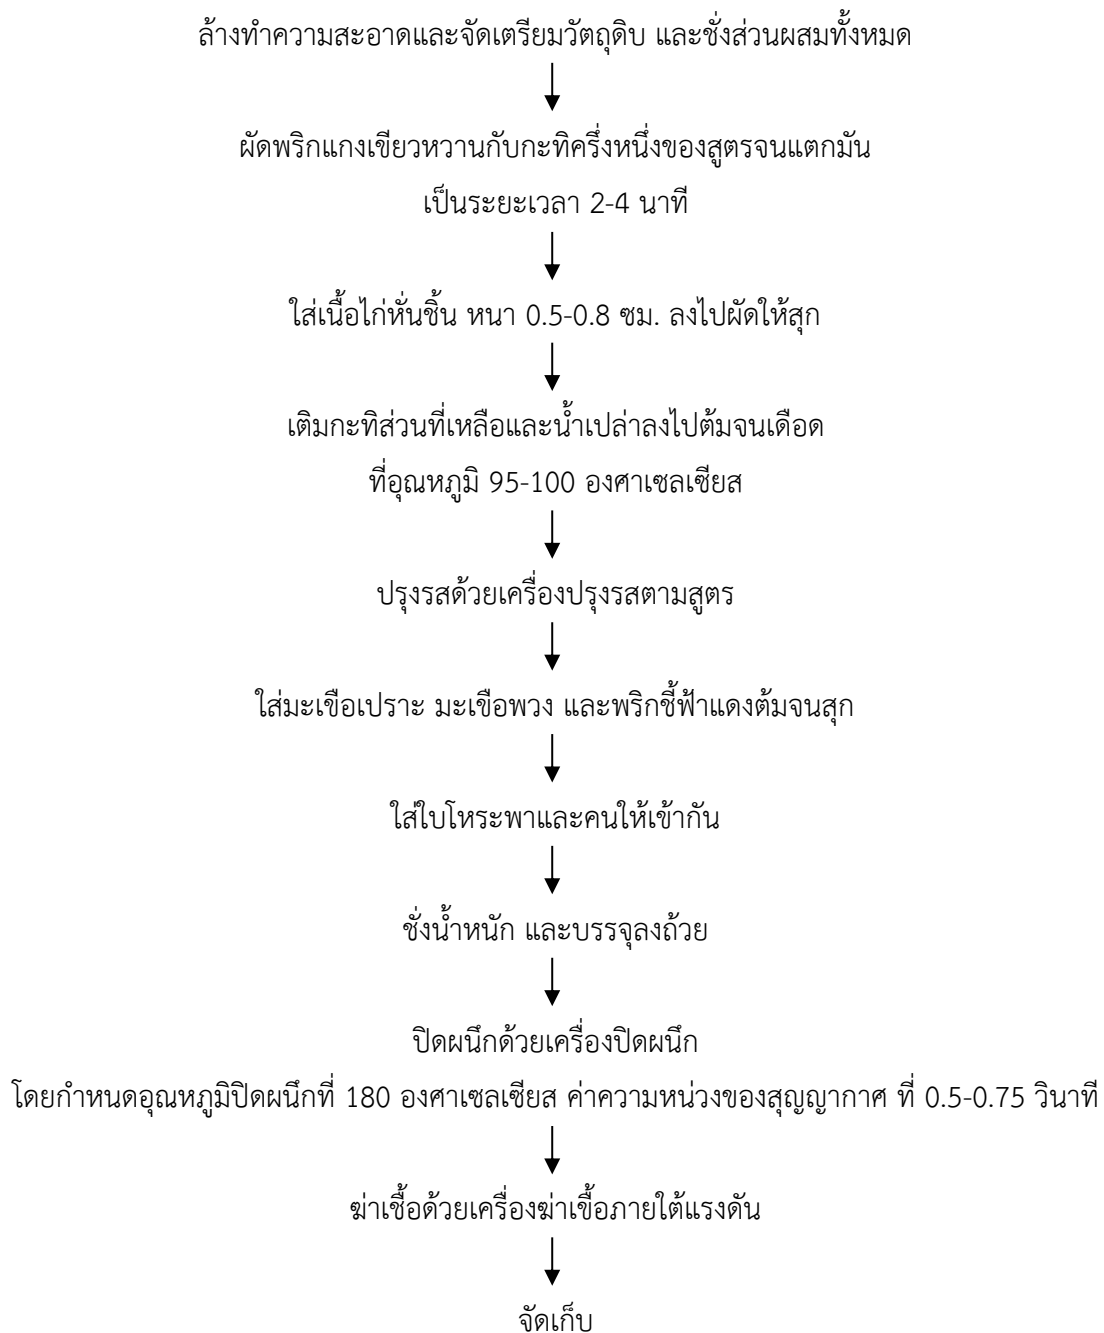 ล้างทำความสะอาดและจัดเตรียมวัตถุดิบ และชั่งส่วนผสมทั้งหมด
ผัดพริกแกงเขียวหวานกับกะทิครึ่งหนึ่งของสูตรจนแตกมัน
เป็นระยะเวลา 2-4 นาที
ใส่เนื้อไก่หั่นชิ้น หนา 0.5-0.8 ซม. ลงไปผัดให้สุก
เติมกะทิส่วนที่เหลือและน้ำเปล่าลงไปต้มจนเดือด
ที่อุณหภูมิ 95-100 องศาเซลเซียส
ปรุงรสด้วยเครื่องปรุงรสตามสูตร
ใส่มะเขือเปราะ มะเขือพวง และพริกชี้ฟ้าแดงต้มจนสุก
ใส่ใบโหระพาและคนให้เข้ากัน
ชั่งน้ำหนัก และบรรจุลงถ้วย
ปิดผนึกด้วยเครื่องปิดผนึก
โดยกำหนดอุณหภูมิปิดผนึกที่ 180 องศาเซลเซียส ค่าความหน่วงของสุญญากาศ ที่ 0.5-0.75 วินาที
ฆ่าเชื้อด้วยเครื่องฆ่าเชื้อภายใต้แรงดัน
จัดเก็บ